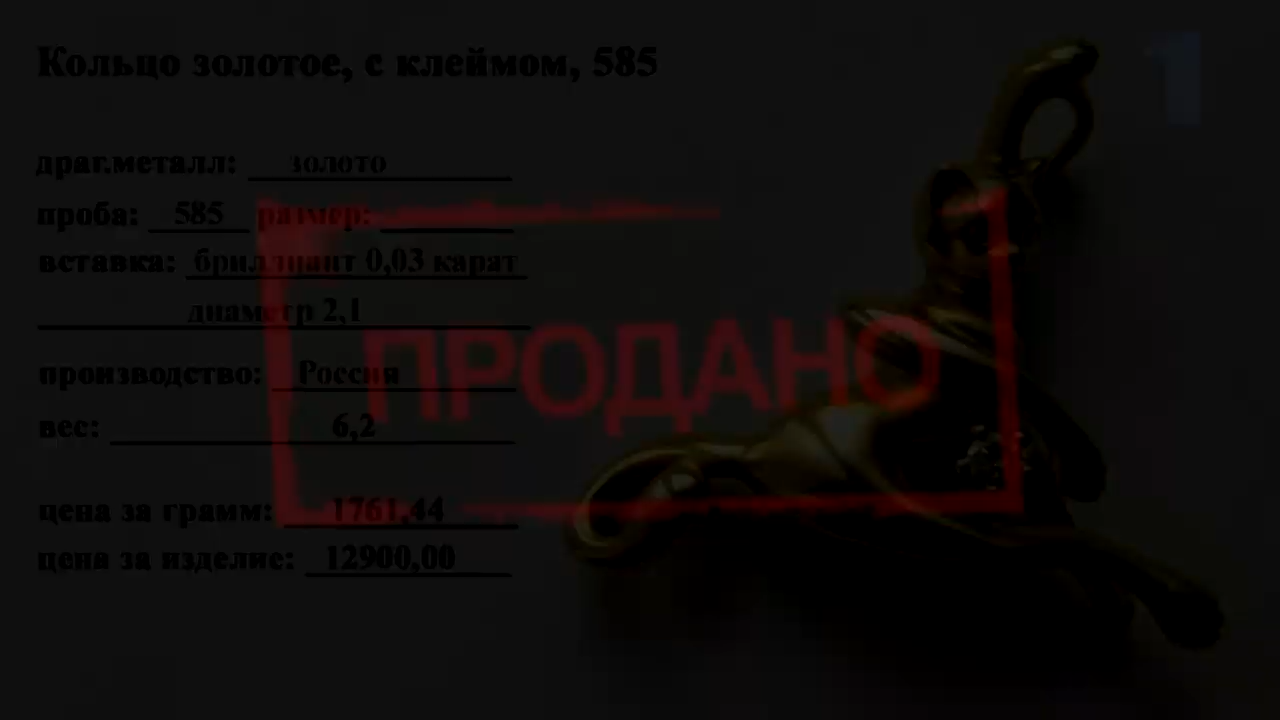 Кольцо золотое, с клеймом, 585
1
драг.металл: золото
проба: 585 размер:
вставка: бриллиант 0,03 карат
диаметр 2,1
ПРОДАНО
производство: Россия
вес: 6,2
цена за грамм: 1761,44
цена за изделие: 12900,00